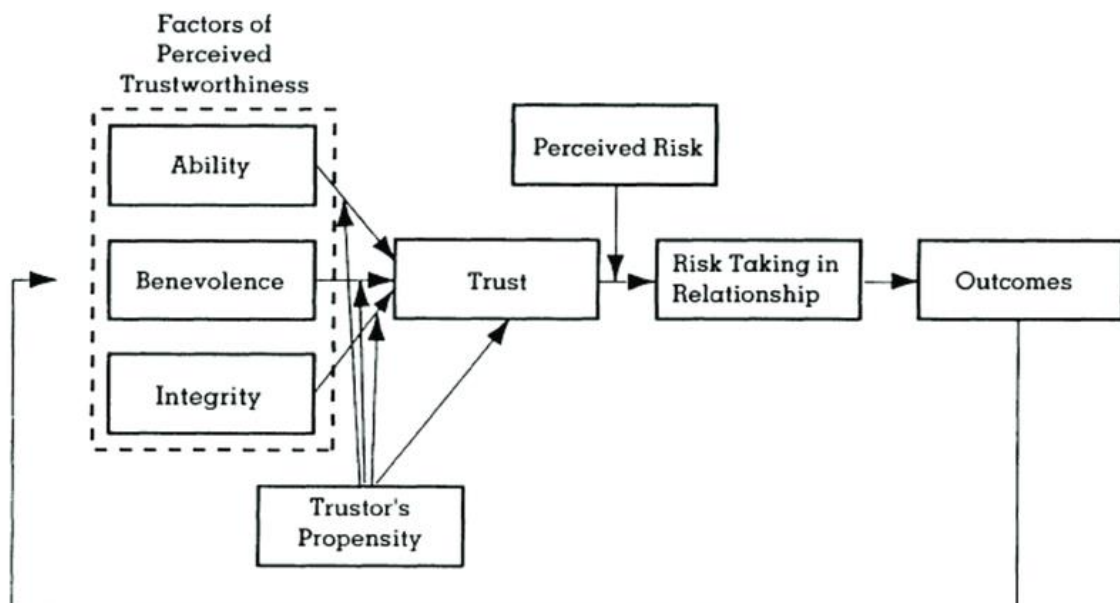 Factors of
Perceived
Trustworthiness
Ability
Perceived Risk
Benevolence
Trust
Risk Taking in
Relationship
Outcomes
Integrity
Trustor's
Propensity